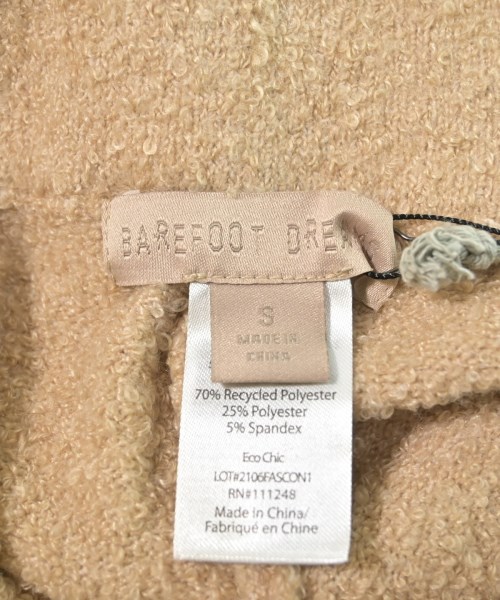 BAREFOOT DREAMS
S
MADE IN
CHINA
70% Recycled Polyester
25% Polyester
5% Spandex
Eco Chic
LOT#2106FASCON1
RN#111248
Made in China/
Fabriqué en Chine